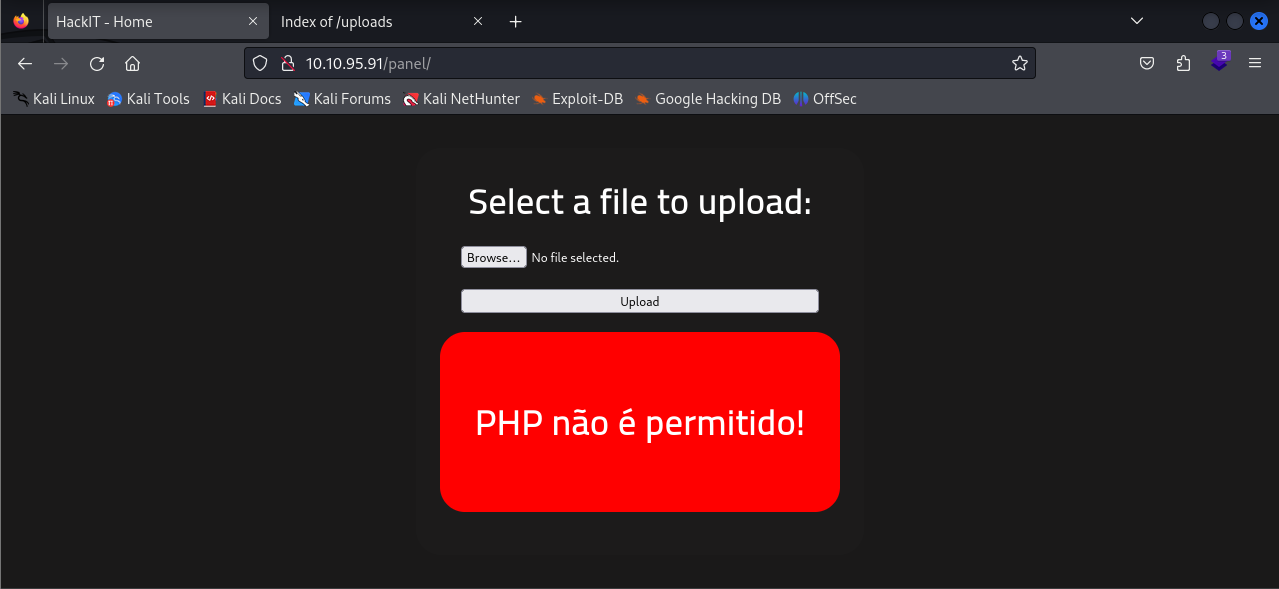 HackIT - Home
Index of /uploads
10.10.95.91/panel/
3
Kali Linux
Kali Tools
Kali Docs
Kali Forums
Kali NetHunter
Exploit-DB
Google Hacking DB
OffSec
Select a file to upload:
Browse... No file selected.
Upload
PHP não é permitido!